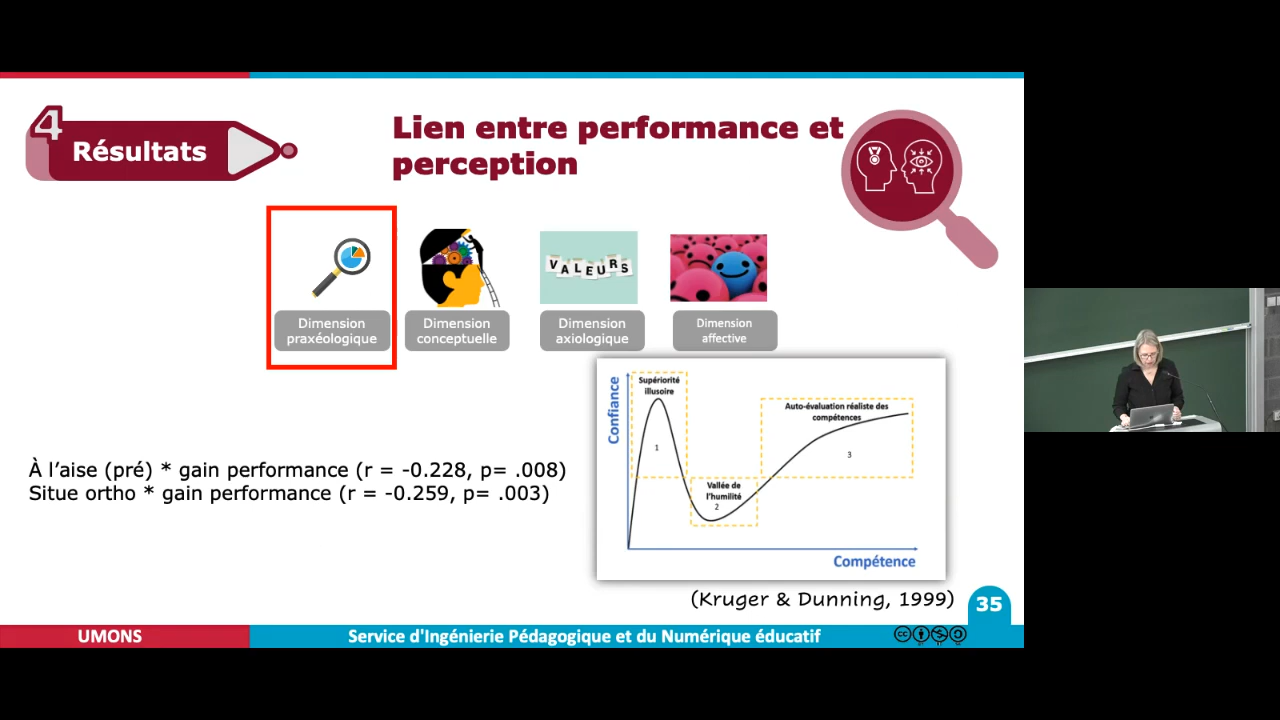 4
Résultats
Lien entre performance et
perception
VALEURS
Dimension
praxéologique
Dimension
conceptuelle
Dimension
axiologique
Dimension
affective
À l’aise (pré) * gain performance (r = -0.228, p= .008)
Situe ortho * gain performance (r = -0.259, p= .003)
Confiance
Supériorité
illusoire
1
Vallée de
l’humilité
2
Auto-évaluation réaliste des
compétences
3
Compétence
(Kruger & Dunning, 1999)
35
UMONS
Service d'Ingénierie Pédagogique et du Numérique éducatif